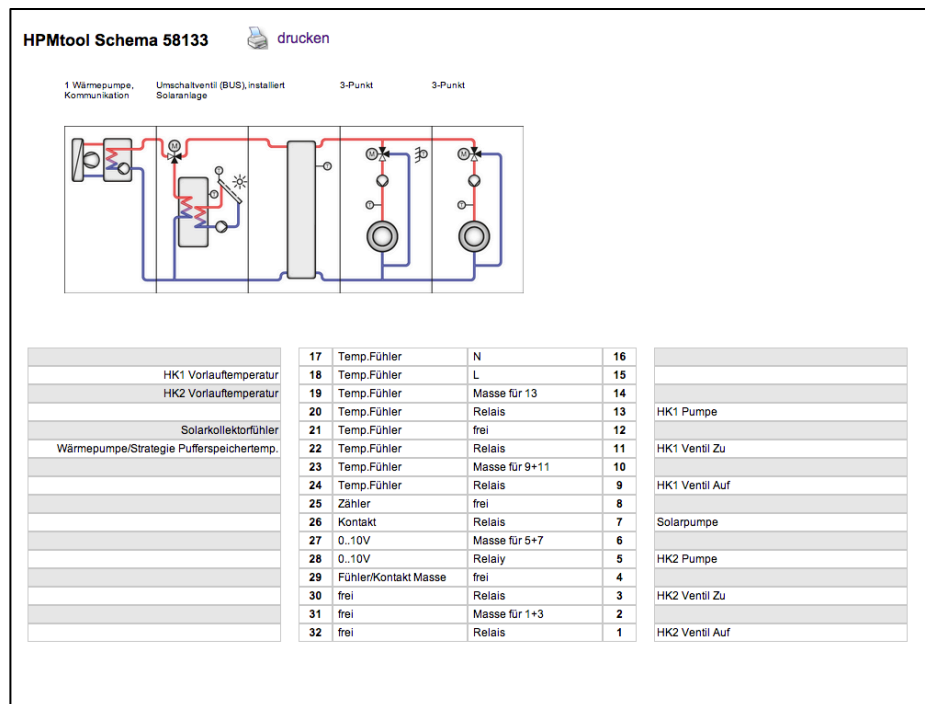 HPMtool Schema 58133 drucken
1 Wärmepumpe, Umschaltventil (BUS), installiert 3-Punkt 3-Punkt
Kommunikation Solaranlage
M M T M
T
T T
T T
17 Temp.Fühler N 16
HK1 Vorlauftemperatur 18 Temp.Fühler L 15
HK2 Vorlauftemperatur 19 Temp.Fühler Masse für 13 14
20 Temp.Fühler Relais 13 HK1 Pumpe
Solarkollektorfühler 21 Temp.Fühler frei 12
Wärmepumpe/Strategie Pufferspeichertemp. 22 Temp.Fühler Relais 11 HK1 Ventil Zu
23 Temp.Fühler Masse für 9+11 10
24 Temp.Fühler Relais 9 HK1 Ventil Auf
25 Zähler frei 8
26 Kontakt Relais 7 Solarpumpe
27 0..10V Masse für 5+7 6
28 0..10V Relaiy 5 HK2 Pumpe
29 Fühler/Kontakt Masse frei 4
30 frei Relais 3 HK2 Ventil Zu
31 frei Masse für 1+3 2
32 frei Relais 1 HK2 Ventil Auf